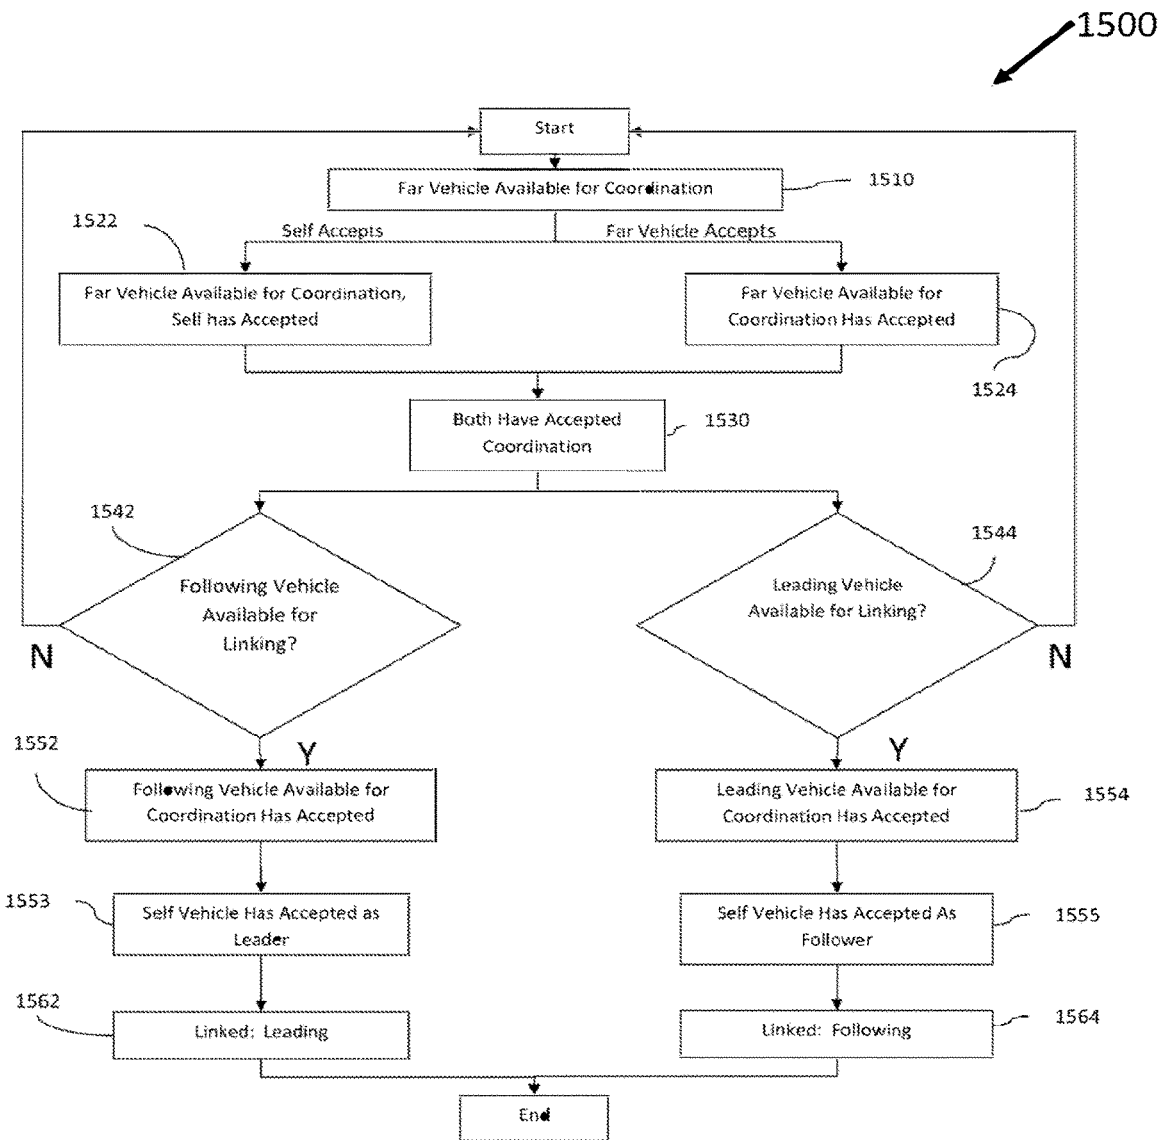 1500
Start
Far Vehicle Available for Coordination
1510
1522
Self Accepts
Far Vehicle Accepts
Far Vehicle Available for Coordination,
Self has Accepted
Far Vehicle Available for
Coordination Has Accepted
1524
Both Have Accepted
Coordination
1530
1542
1544
Following Vehicle
Available for
Linking?
Leading Vehicle
Available for Linking?
N
N
Y
Y
1552
Following Vehicle Available for
Coordination Has Accepted
Leading Vehicle Available for
Coordination Has Accepted
1554
1553
Self Vehicle Has Accepted as
Leader
Self Vehicle Has Accepted As
Follower
1555
1562
Linked: Leading
Linked: Following
1564
End